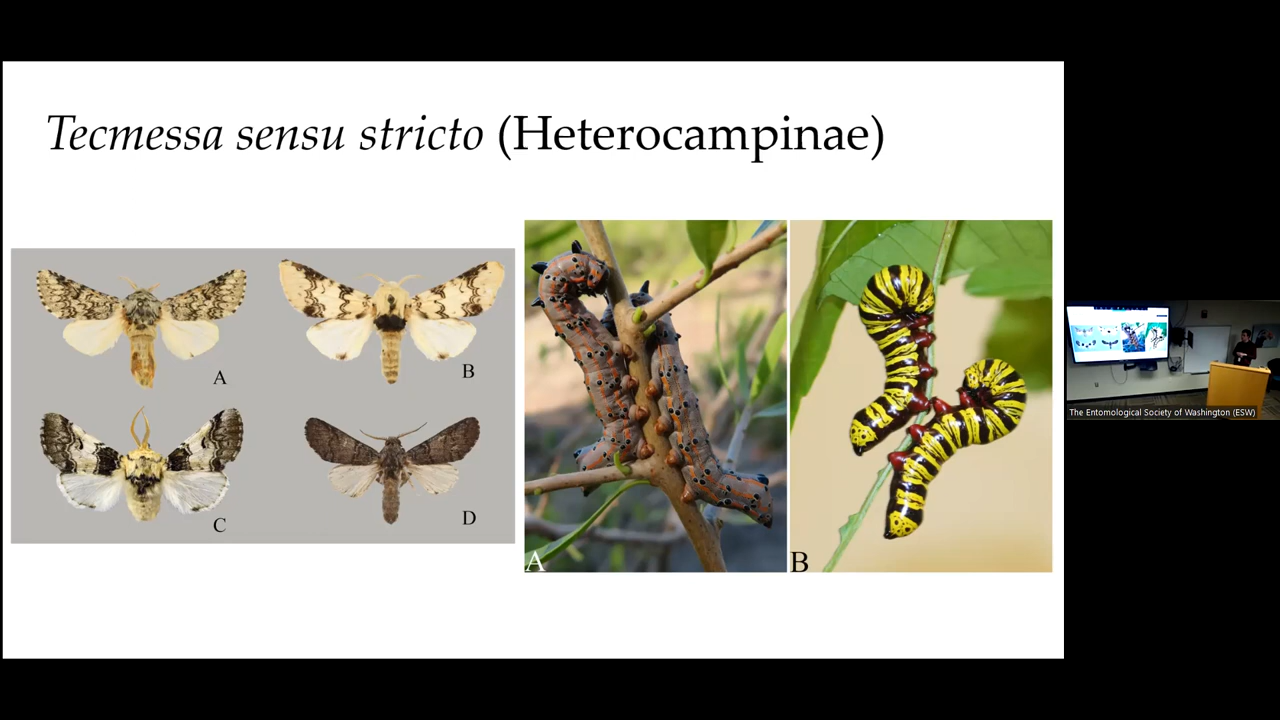 Tecmessa sensu stricto (Heterocampinae)
A
B
C
D
A
B
The Entomological Society of Washington (ESW)